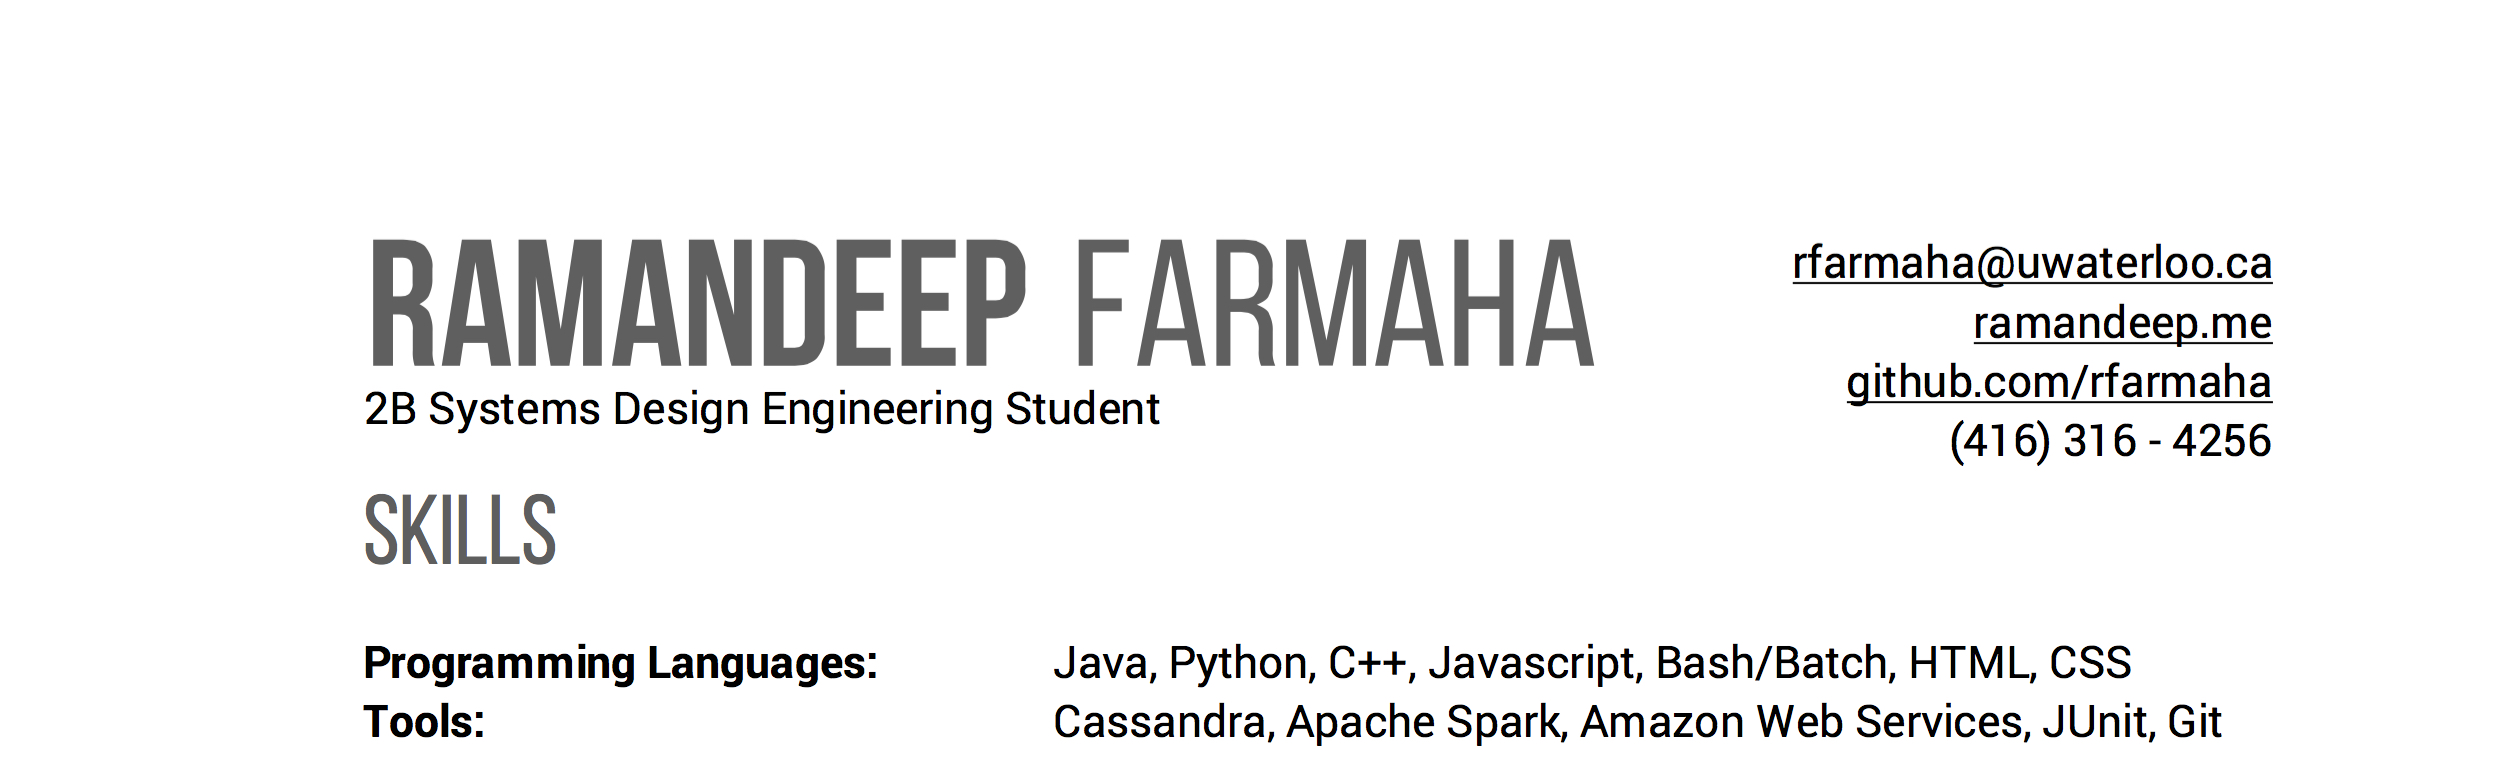 RAMANDEEP FARMAHA
2B Systems Design Engineering Student
rfarmaha@uwaterloo.ca
ramandeep.me
github.com/rfarmaha
(416) 316 - 4256
SKILLS
Programming Languages: Java, Python, C++, Javascript, Bash/Batch, HTML, CSS
Tools: Cassandra, Apache Spark, Amazon Web Services, JUnit, Git